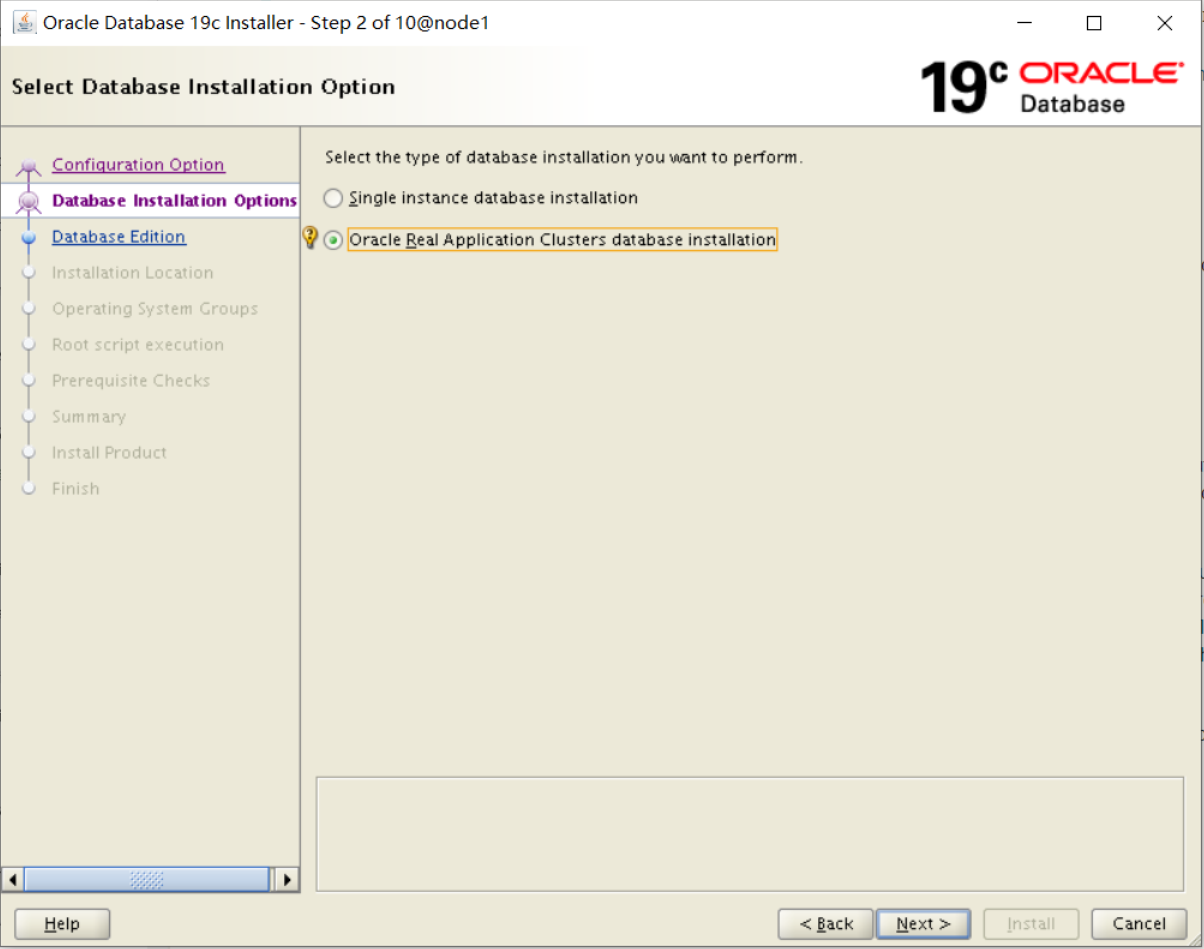 Oracle Database 19c Installer - Step 2 of 10@node1
Select Database Installation Option
19c ORACLE
Database
Configuration Option
Database Installation Options
Database Edition
Installation Location
Operating System Groups
Root script execution
Prerequisite Checks
Summary
Install Product
Finish
Select the type of database installation you want to perform.
Single instance database installation
Oracle Real Application Clusters database installation
Help
< Back
Next >
Install
Cancel